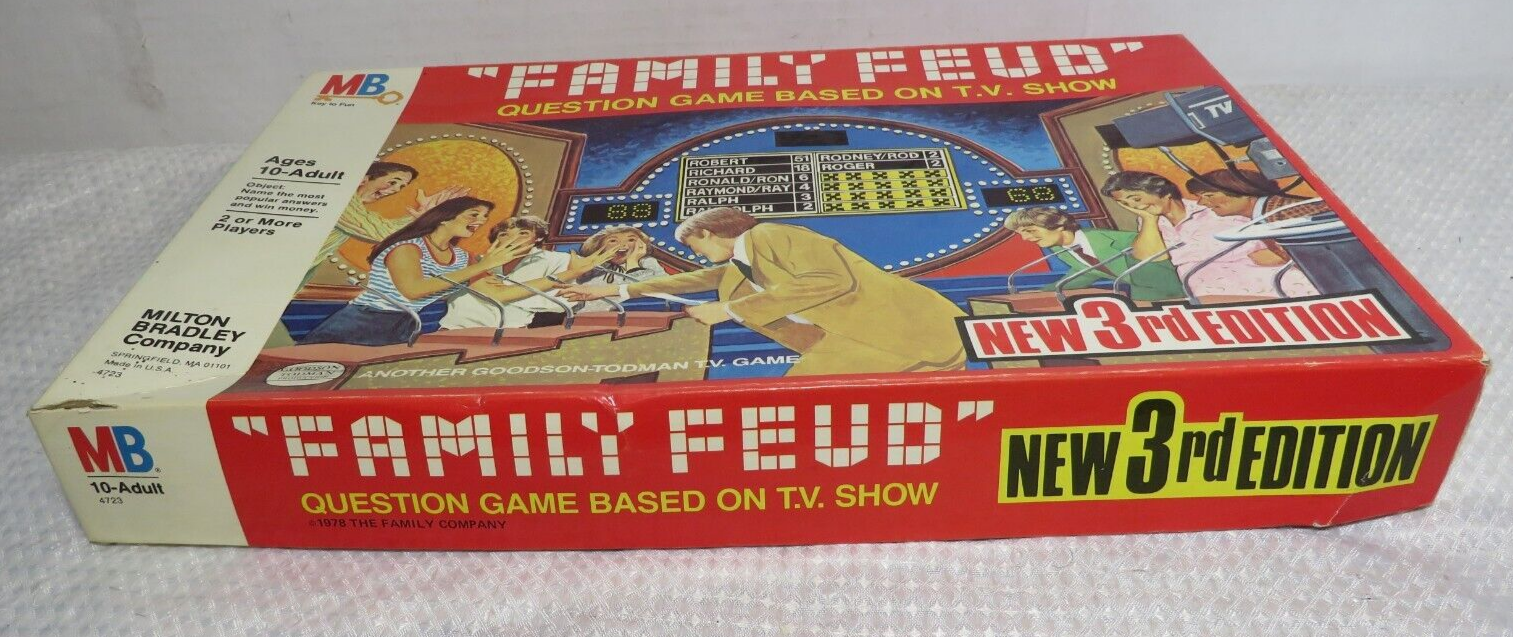 MB
Key to Fun
Ages
10-Adult
Object:
Name the most
popular answers
and win money.
2 or More
Players
MILTON
BRADLEY
Company
SPRINGFIELD, MA 01101
Made in U.S.A.
4723
"FAMILY FEUD"
QUESTION GAME BASED ON T.V. SHOW
TV
ROBERT 51
RICHARD 18
RONALD/RON 6
RAYMOND/RAY 4
RALPH 3
2
RODNEY/ROD 2
ROGER 2
NEW 3rd EDITION
GOODSON
TODMAN
ANOTHER GOODSON-TODMAN T.V. GAME
MB®
10-Adult
4723
"FAMILY FEUD"
QUESTION GAME BASED ON T.V. SHOW
©1978 THE FAMILY COMPANY
NEW 3rd EDITION